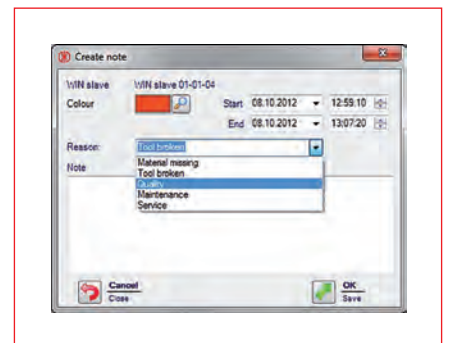 Create note
WIN slave WIN slave 01-01-04
Colour Start 08.10.2012 12:59:10
End 08.10.2012 13:07:20
Reason: Tool broken
Note Material missing
Tool broken
Quality
Maintenance
Service
Cancel OK
Close Save